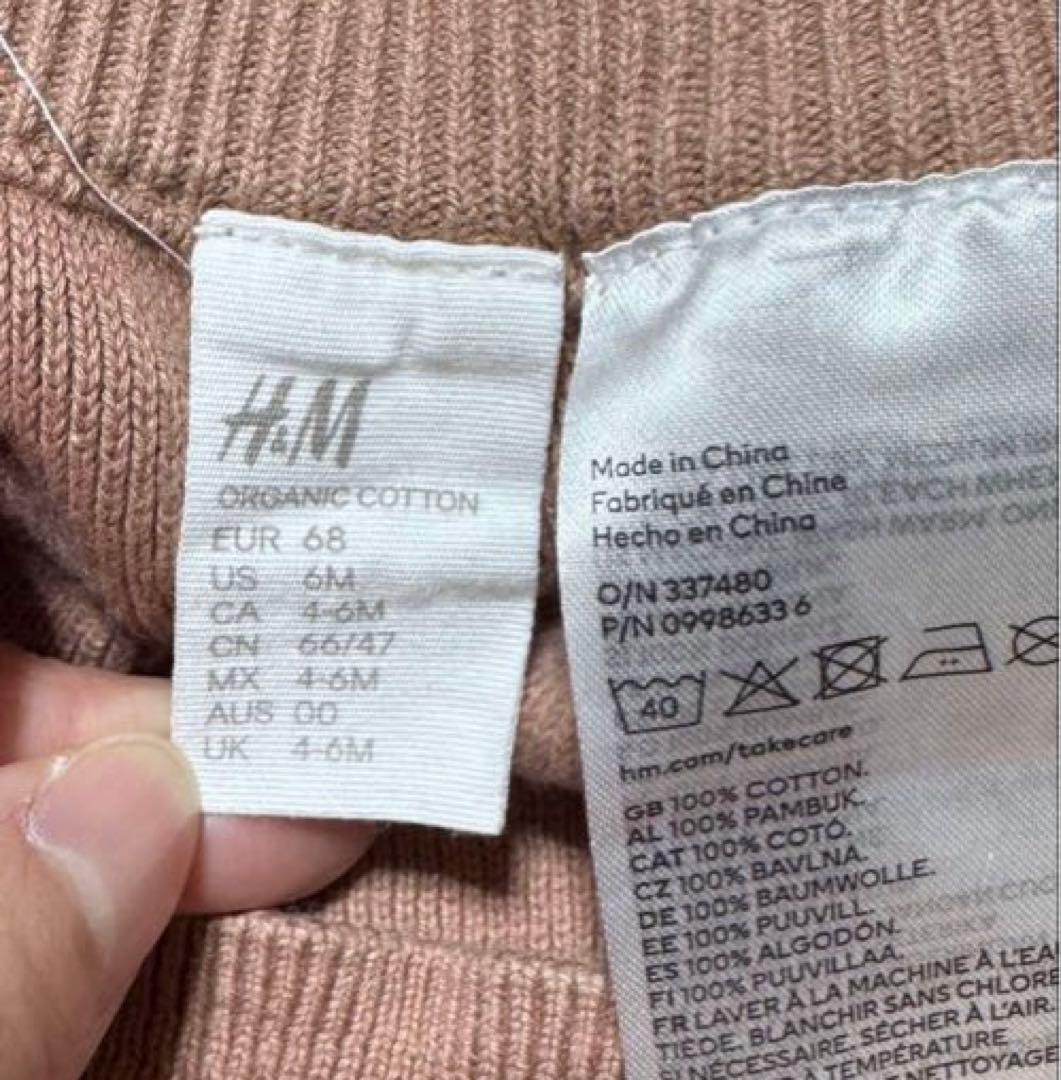 H&M
ORGANIC COTTON
EUR 68
US 6M
CA 4-6M
CN 66/47
MX 4-6M
AUS 00
UK 4-6M
Made in China
Fabriqué en Chine
Hecho en China
O/N 337480
P/N 0998633 6
40
hm.com/takecare
GB 100% COTTON.
AL 100% PAMBUK.
CAT 100% COTÓ.
CZ 100% BAVLNA.
DE 100% BAUMWOLLE.
EE 100% PUUVILL.
ES 100% ALGODÓN.
FI 100% PUUVILLAA.
FR LAVER À LA MACHINE À L'EA
TIÈDE. BLANCHIR SANS CHLORE
SI NÉCESSAIRE. SÉCHER À L'AIR.
À TEMPÉRATURE
NETTOYAGE